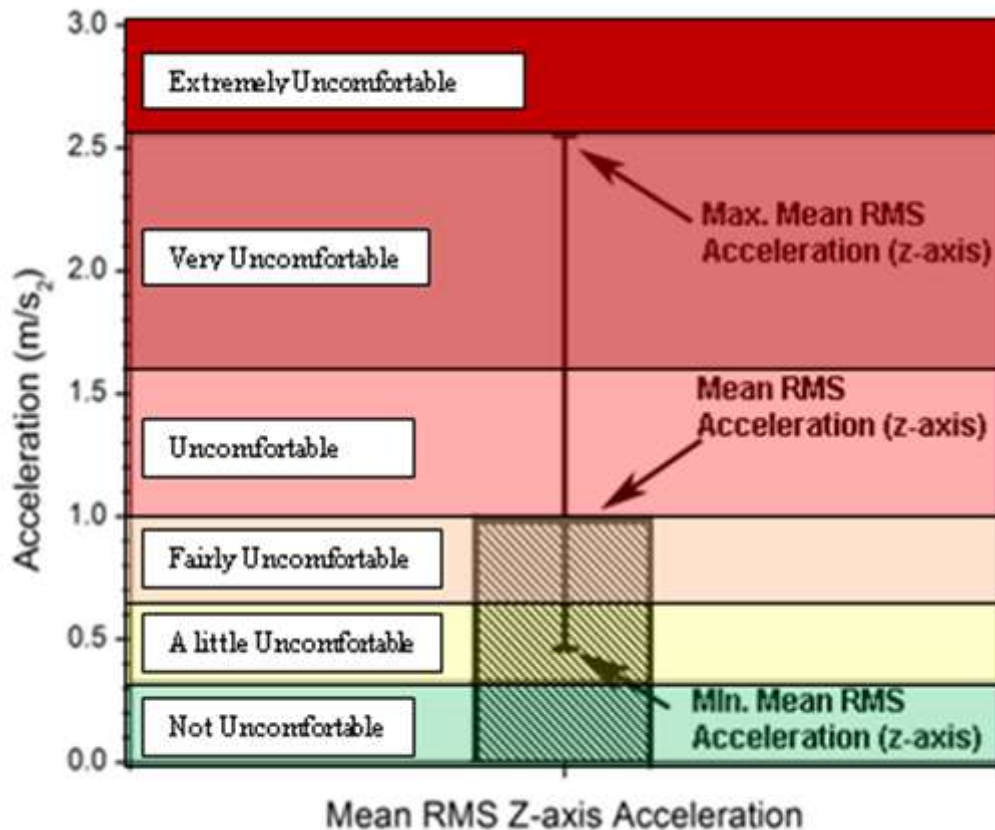 3.0
Extremely Uncomfortable
2.5
Max. Mean RMS
Acceleration (z-axis)
Very Uncomfortable
2.0
Mean RMS
Acceleration (z-axis)
1.5
Uncomfortable
Acceleration (m/s₂)
1.0
Fairly Uncomfortable
0.5
A little Uncomfortable
MIn. Mean RMS
Acceleration (z-axis)
Not Uncomfortable
0.0
Mean RMS Z-axis Acceleration